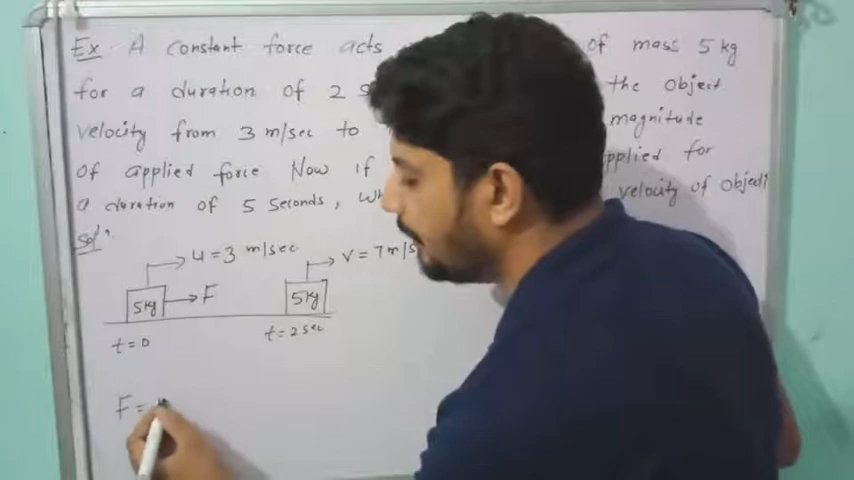 Ex A constant force acts of mass 5 kg
for a duration of 2 the Object
velocity from 3 m/sec to magnitude
of applied force Now if applied for
a duration of 5 Seconds, velocity of Object
Solⁿ.
u = 3 m/sec v = 7 m/s
5kg F 5kg
t = 0 t = 2 sec
F =